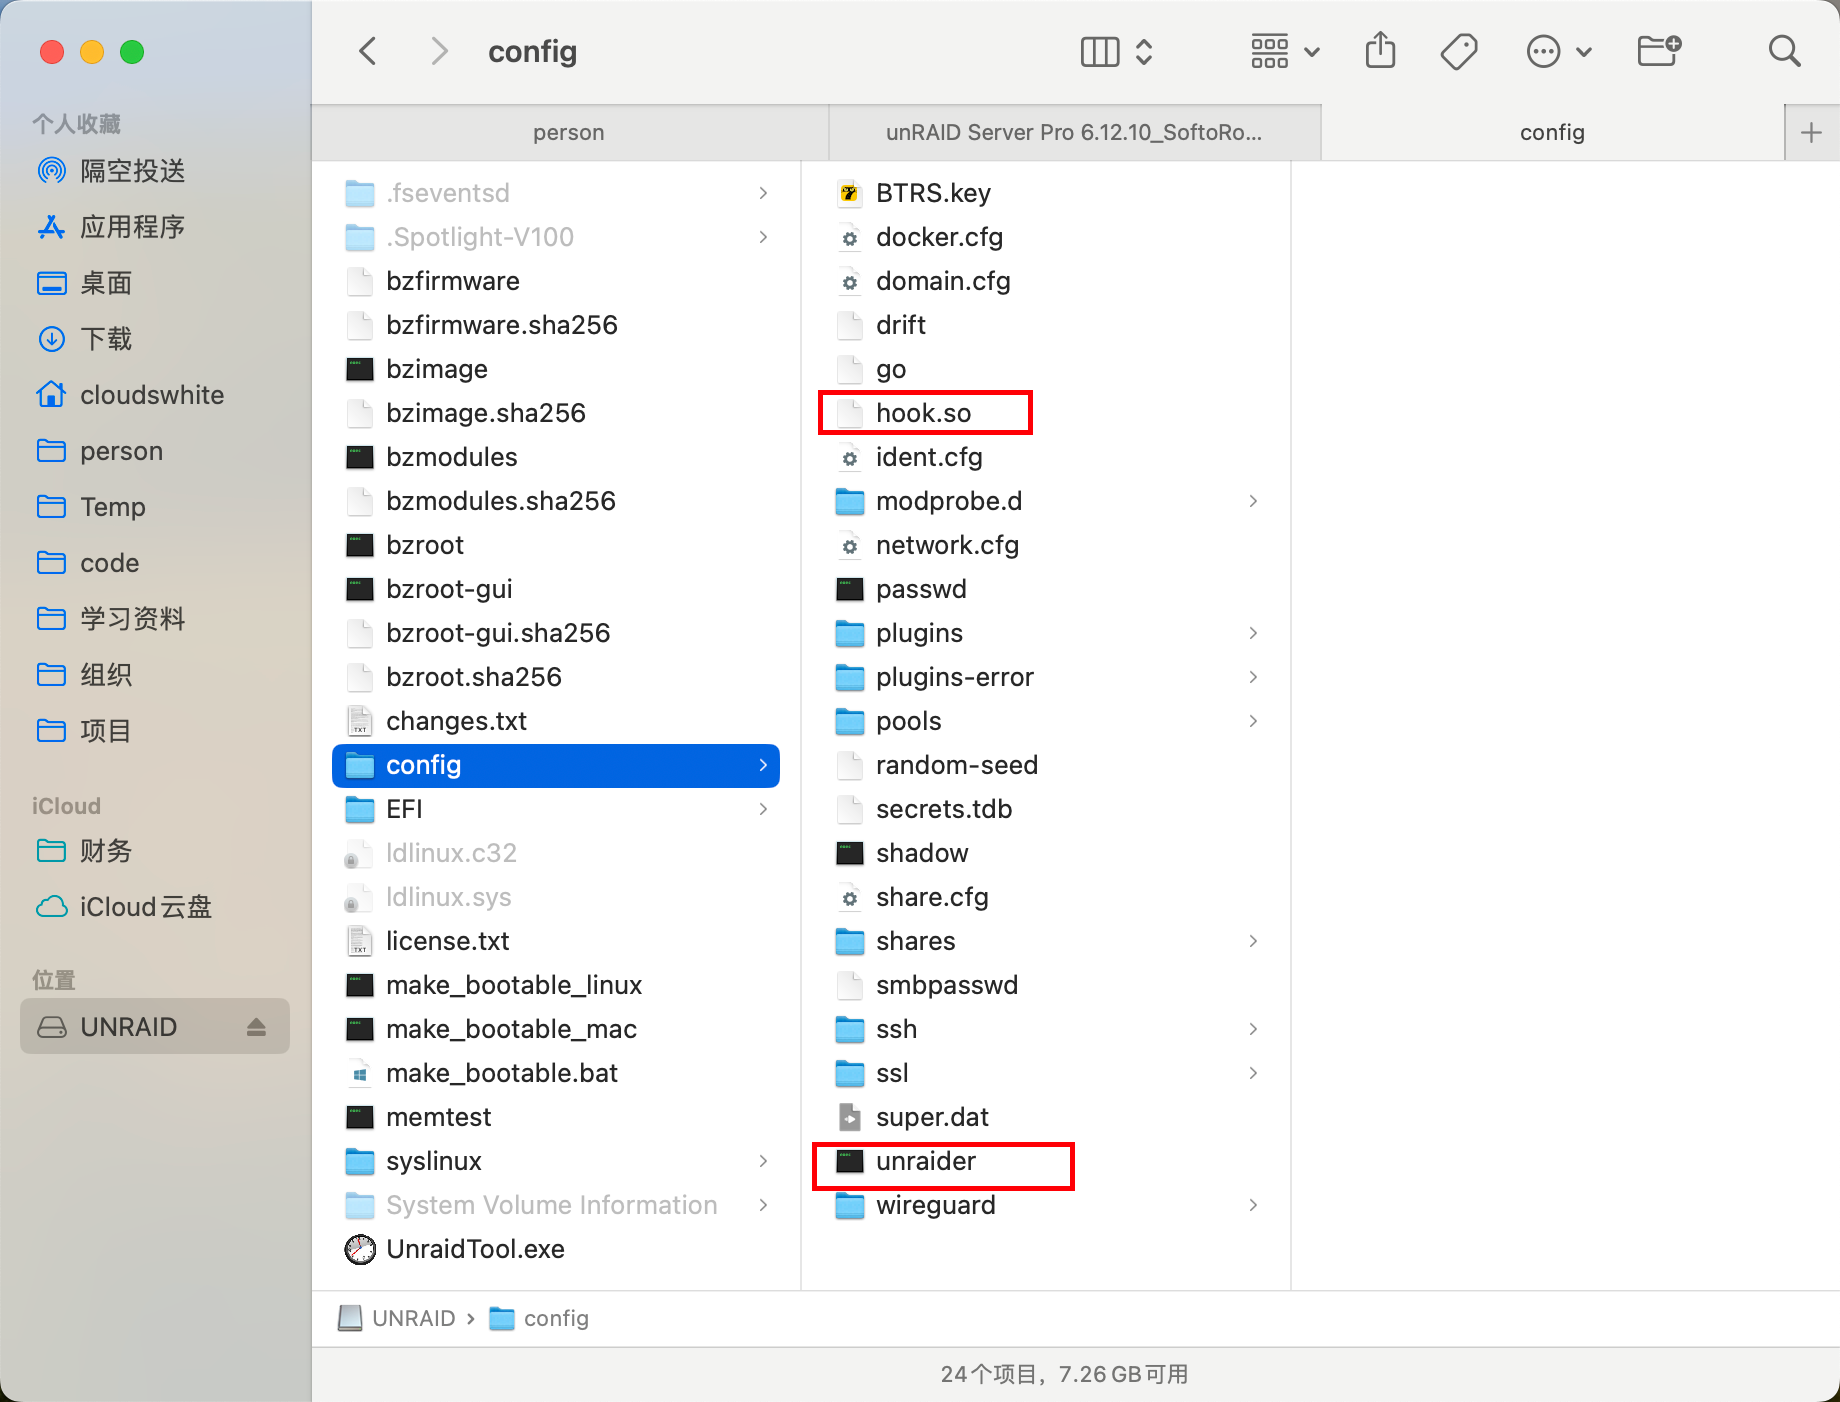 config
person
unRAID Server Pro 6.12.10_SoftoRo...
config
个人收藏
隔空投送
应用程序
桌面
下载
cloudswhite
person
Temp
code
学习资料
组织
项目
iCloud
财务
iCloud云盘
位置
UNRAID
.fseventsd
.Spotlight-V100
bzfirmware
bzfirmware.sha256
bzimage
bzimage.sha256
bzmodules
bzmodules.sha256
bzroot
bzroot-gui
bzroot-gui.sha256
bzroot.sha256
changes.txt
config
EFI
ldlinux.c32
ldlinux.sys
license.txt
make_bootable_linux
make_bootable_mac
make_bootable.bat
memtest
syslinux
System Volume Information
UnraidTool.exe
BTRS.key
docker.cfg
domain.cfg
drift
go
hook.so
ident.cfg
modprobe.d
network.cfg
passwd
plugins
plugins-error
pools
random-seed
secrets.tdb
shadow
share.cfg
shares
smbpasswd
ssh
ssl
super.dat
unraider
wireguard
UNRAID › config
24个项目，7.26 GB可用